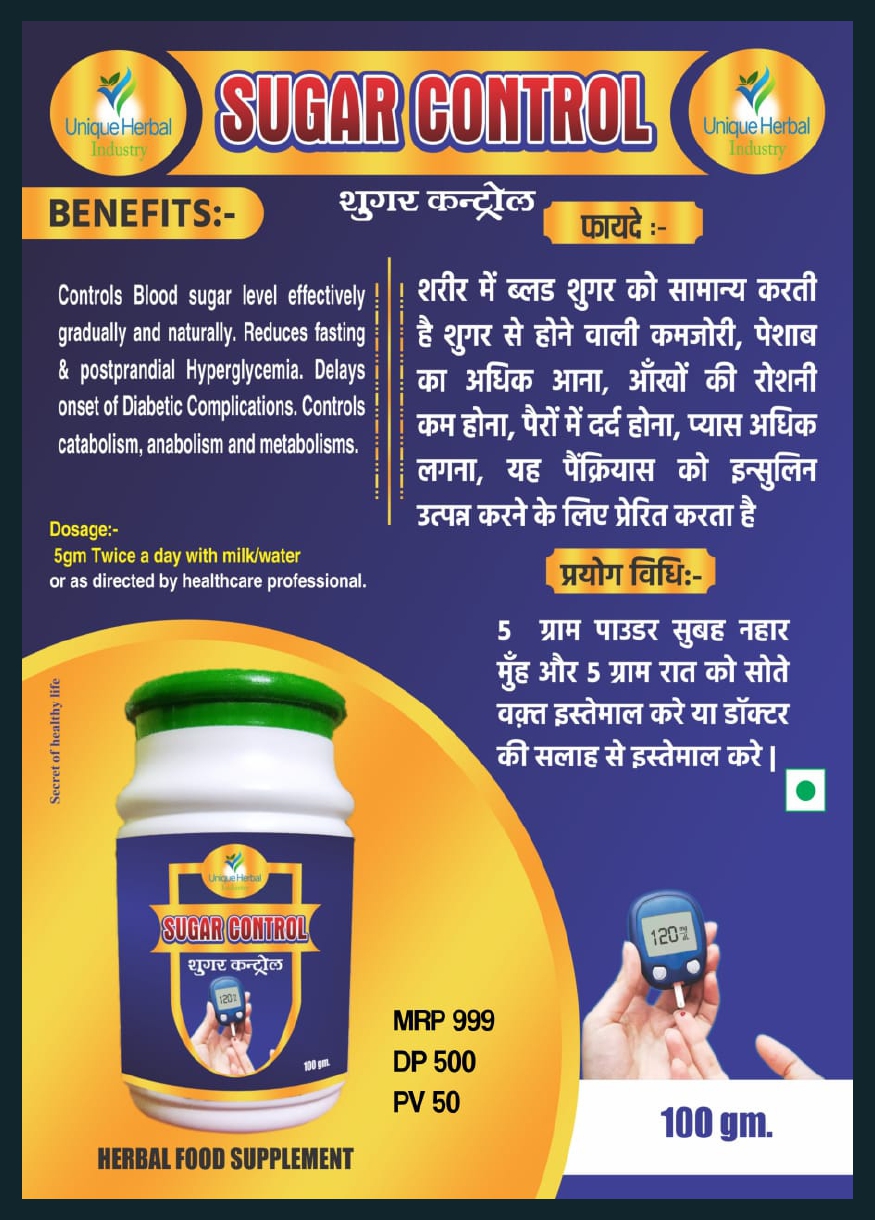 Unique Herbal
Industry
SUGAR CONTROL
Unique Herbal
Industry
BENEFITS:-
शुगर कन्ट्रोल
फायदे :-
Controls Blood sugar level effectively
gradually and naturally. Reduces fasting
& postprandial Hyperglycemia. Delays
onset of Diabetic Complications. Controls
catabolism, anabolism and metabolisms.
शरीर में ब्लड शुगर को सामान्य करती
है शुगर से होने वाली कमजोरी, पेशाब
का अधिक आना, आँखों की रोशनी
कम होना, पैरों में दर्द होना, प्यास अधिक
लगना, यह पैंक्रियास को इन्सुलिन
उत्पन्न करने के लिए प्रेरित करता है
Dosage:-
5gm Twice a day with milk/water
or as directed by healthcare professional.
प्रयोग विधि:-
5 ग्राम पाउडर सुबह नहार
मुँह और 5 ग्राम रात को सोते
वक़्त इस्तेमाल करे या डॉक्टर
की सलाह से इस्तेमाल करे |
Secret of healthy life
Unique Herbal
Industry
SUGAR CONTROL
शुगर कन्ट्रोल
120
100 gm.
120 mg/dL
MRP 999
DP 500
PV 50
100 gm.
HERBAL FOOD SUPPLEMENT